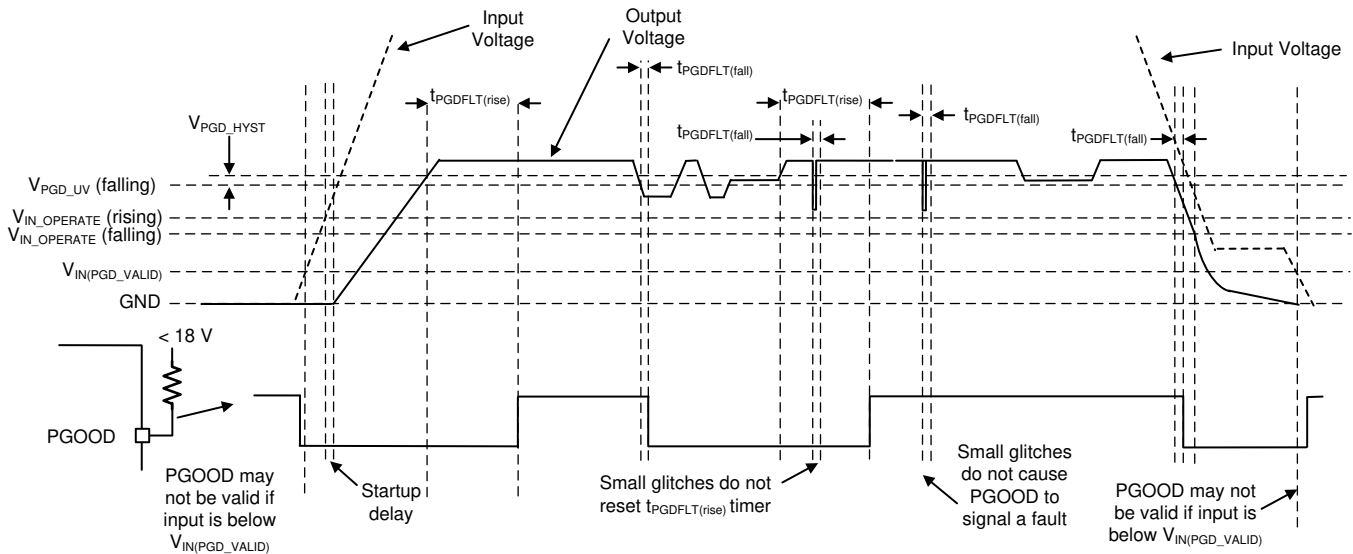 Input
Voltage
Output
Voltage
Input Voltage
tPGDFLT(fall)
tPGDFLT(rise)
tPGDFLT(rise)
tPGDFLT(fall)
tPGDFLT(fall)
tPGDFLT(fall)
VPGD_HYST
VPGD_UV (falling)
VIN_OPERATE (rising)
VIN_OPERATE (falling)
VIN(PGD_VALID)
GND
< 18 V
PGOOD
PGOOD may
not be valid if
input is below
VIN(PGD_VALID)
Startup
delay
Small glitches do not
reset tPGDFLT(rise) timer
Small glitches
do not cause
PGOOD to
signal a fault
PGOOD may not
be valid if input is
below VIN(PGD_VALID)